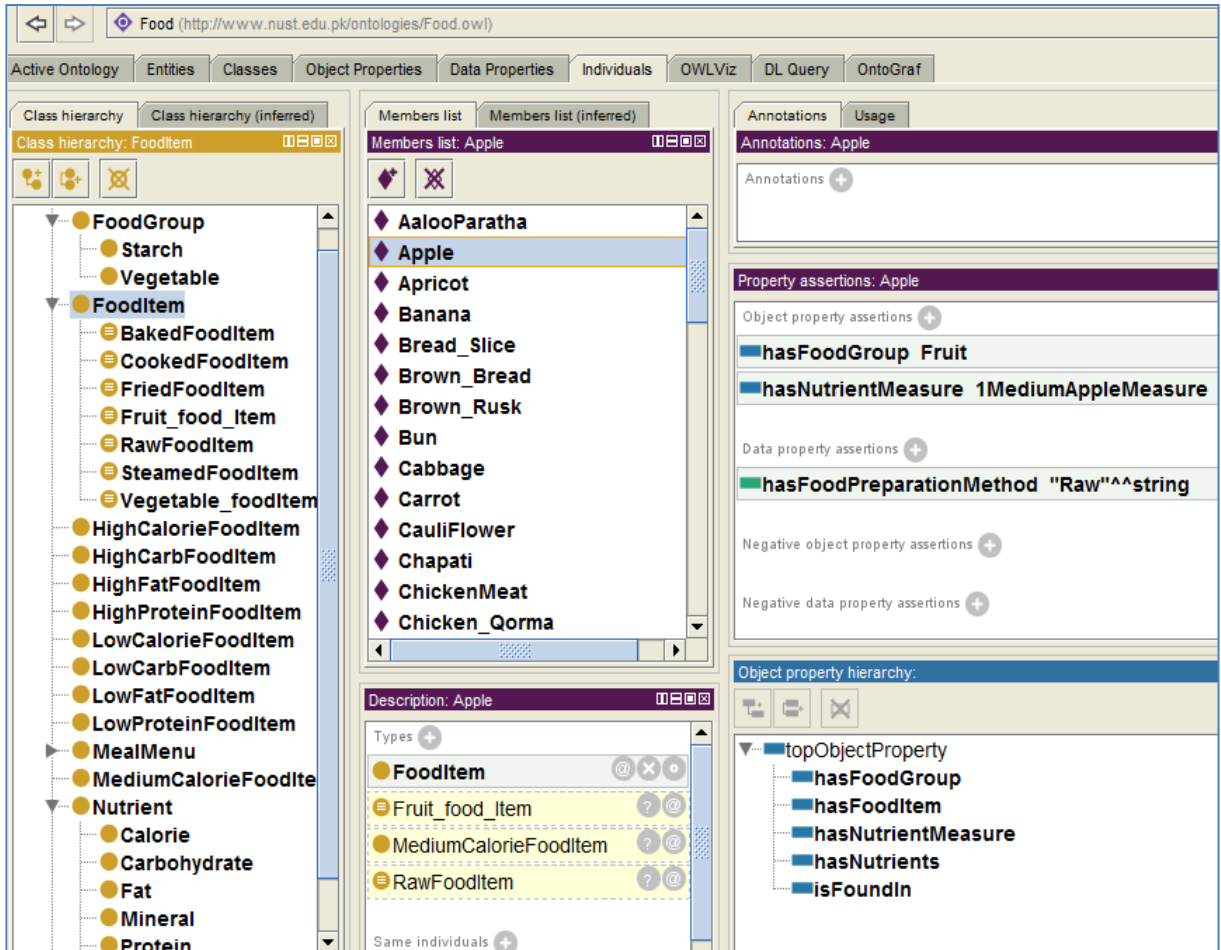 Food (http://www.nust.edu.pk/ontologies/Food.owl)
Active Ontology Entities Classes Object Properties Data Properties Individuals OWLViz DL Query OntoGraf
Class hierarchy Class hierarchy (inferred)
Class hierarchy: FoodItem
FoodGroup
Starch
Vegetable
FoodItem
BakedFoodItem
CookedFoodItem
FriedFoodItem
Fruit_food_Item
RawFoodItem
SteamedFoodItem
Vegetable_foodItem
HighCalorieFoodItem
HighCarbFoodItem
HighFatFoodItem
HighProteinFoodItem
LowCalorieFoodItem
LowCarbFoodItem
LowFatFoodItem
LowProteinFoodItem
MealMenu
MediumCalorieFoodIte
Nutrient
Calorie
Carbohydrate
Fat
Mineral
Protein
Members list Members list (inferred)
Members list: Apple
AalooParatha
Apple
Apricot
Banana
Bread_Slice
Brown_Bread
Brown_Rusk
Bun
Cabbage
Carrot
CauliFlower
Chapati
ChickenMeat
Chicken_Qorma
Description: Apple
Types
FoodItem
Fruit_food_Item
MediumCalorieFoodItem
RawFoodItem
Same individuals
Annotations Usage
Annotations: Apple
Annotations
Property assertions: Apple
Object property assertions
hasFoodGroup Fruit
hasNutrientMeasure 1MediumAppleMeasure
Data property assertions
hasFoodPreparationMethod "Raw"^^string
Negative object property assertions
Negative data property assertions
Object property hierarchy:
topObjectProperty
hasFoodGroup
hasFoodItem
hasNutrientMeasure
hasNutrients
isFoundIn